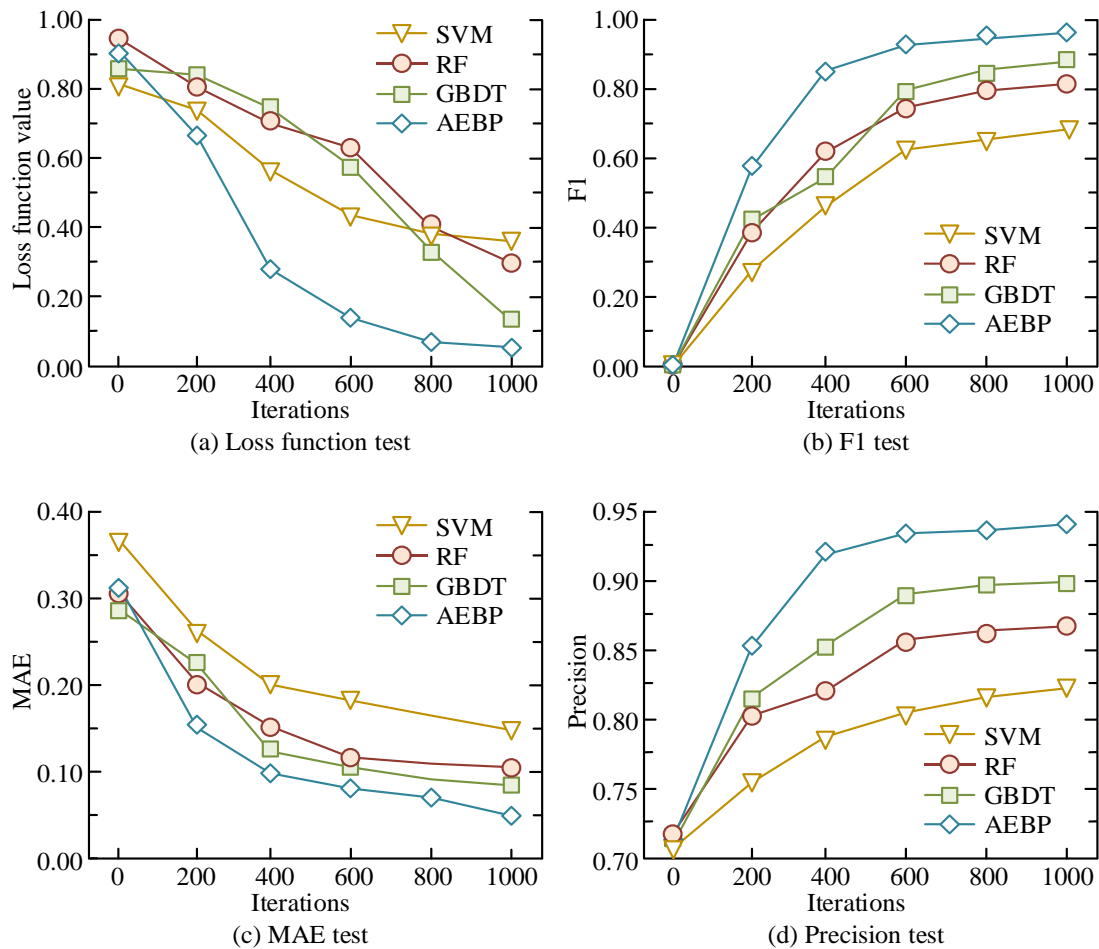 Loss function value
1.00
0.80
0.60
0.40
0.20
0.00
SVM
RF
GBDT
AEBP
0 200 400 600 800 1000
Iterations
(a) Loss function test
F1
1.00
0.80
0.60
0.40
0.20
0.00
SVM
RF
GBDT
AEBP
0 200 400 600 800 1000
Iterations
(b) F1 test
MAE
0.40
0.30
0.20
0.10
0.00
SVM
RF
GBDT
AEBP
0 200 400 600 800 1000
Iterations
(c) MAE test
Precision
0.95
0.90
0.85
0.80
0.75
0.70
SVM
RF
GBDT
AEBP
0 200 400 600 800 1000
Iterations
(d) Precision test